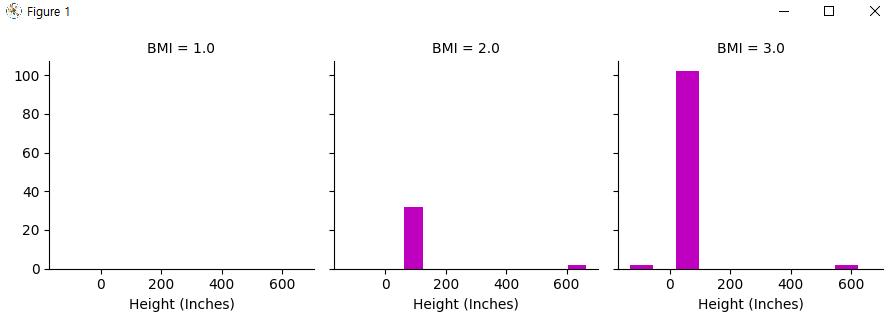 Figure 1
BMI = 1.0
BMI = 2.0
BMI = 3.0
100
80
60
40
20
0
0 200 400 600
0 200 400 600
0 200 400 600
Height (Inches)
Height (Inches)
Height (Inches)